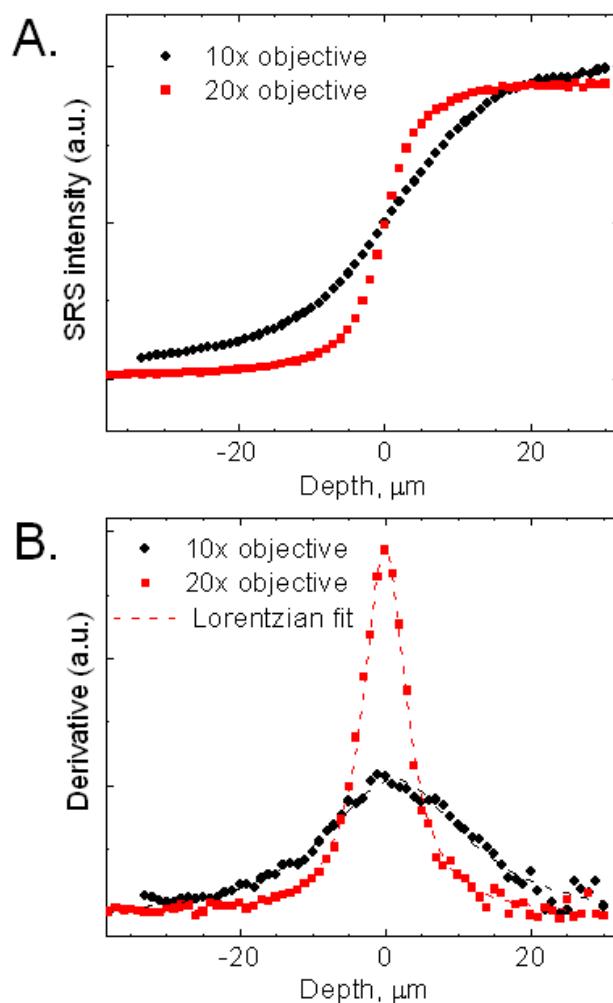 A.
10x objective
20x objective
SRS intensity (a.u.)
-20
0
20
Depth, μm
B.
10x objective
20x objective
Lorentzian fit
Derivative (a.u.)
-20
0
20
Depth, μm